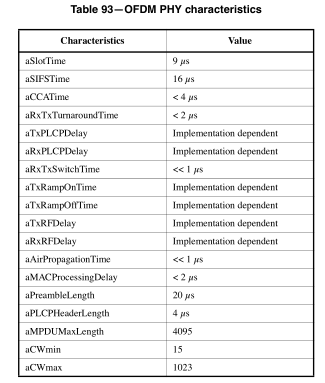 Table 93—OFDM PHY characteristics
Characteristics Value
aSlotTime 9 µs
aSIFSTime 16 µs
aCCATime < 4 µs
aRxTxTurnaroundTime < 2 µs
aTxPLCPDelay Implementation dependent
aRxPLCPDelay Implementation dependent
aRxTxSwitchTime << 1 µs
aTxRampOnTime Implementation dependent
aTxRampOffTime Implementation dependent
aTxRFDelay Implementation dependent
aRxRFDelay Implementation dependent
aAirPropagationTime << 1 µs
aMACProcessingDelay < 2 µs
aPreambleLength 20 µs
aPLCPHeaderLength 4 µs
aMPDUMaxLength 4095
aCWmin 15
aCWmax 1023